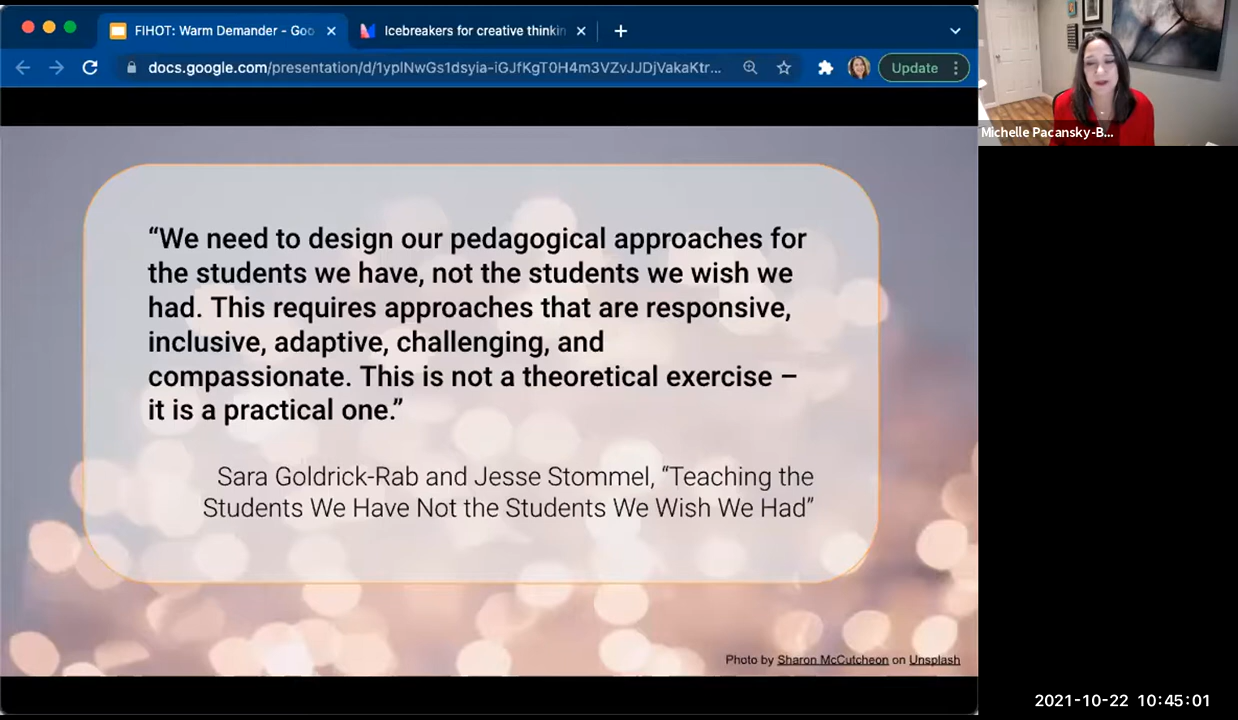 FIHOT: Warm Demander - Goo
Icebreakers for creative thinkin
docs.google.com/presentation/d/1yplNwGs1dsyia-iGJfKgT0H4m3VZvJJDjVakaKtr...
Update
Michelle Pacansky-B...
“We need to design our pedagogical approaches for
the students we have, not the students we wish we
had. This requires approaches that are responsive,
inclusive, adaptive, challenging, and
compassionate. This is not a theoretical exercise –
it is a practical one.”
Sara Goldrick-Rab and Jesse Stommel, “Teaching the
Students We Have Not the Students We Wish We Had”
Photo by Sharon McCutcheon on Unsplash
2021-10-22 10:45:01